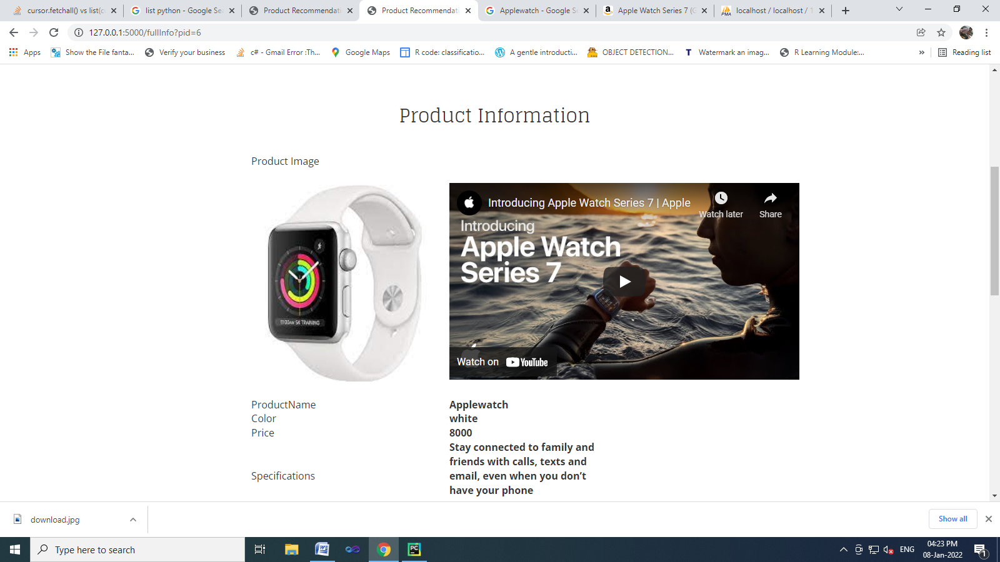 cursor.fetchall() vs list(c
list python - Google Se
Product Recommendat
Product Recommendat
Applewatch - Google S
Apple Watch Series 7 (G
localhost / localhost / 1
127.0.0.1:5000/fullInfo?pid=6
Apps
Show the File fanta...
Verify your business
c# - Gmail Error :Th...
Google Maps
R code: classificatio...
A gentle introducti...
OBJECT DETECTION...
Watermark an imag...
R Learning Module:...
»
Reading list
Product Information
Product Image
11:00AM 5K TRAINING
Introducing Apple Watch Series 7 | Apple
Watch later
Share
Introducing
Apple Watch
Series 7
Watch on YouTube
ProductName Applewatch
Color white
Price 8000
Specifications
Stay connected to family and
friends with calls, texts and
email, even when you don’t
have your phone
download.jpg
Show all
Type here to search
ENG
04:23 PM
08-Jan-2022
1